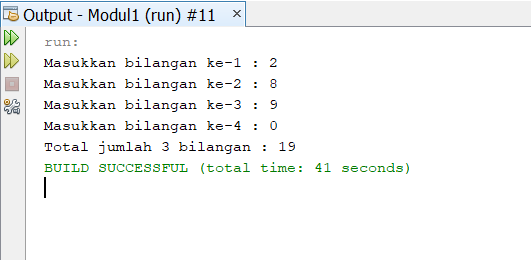 Output - Modul1 (run) #11 ×
run:
Masukkan bilangan ke-1 : 2
Masukkan bilangan ke-2 : 8
Masukkan bilangan ke-3 : 9
Masukkan bilangan ke-4 : 0
Total jumlah 3 bilangan : 19
BUILD SUCCESSFUL (total time: 41 seconds)